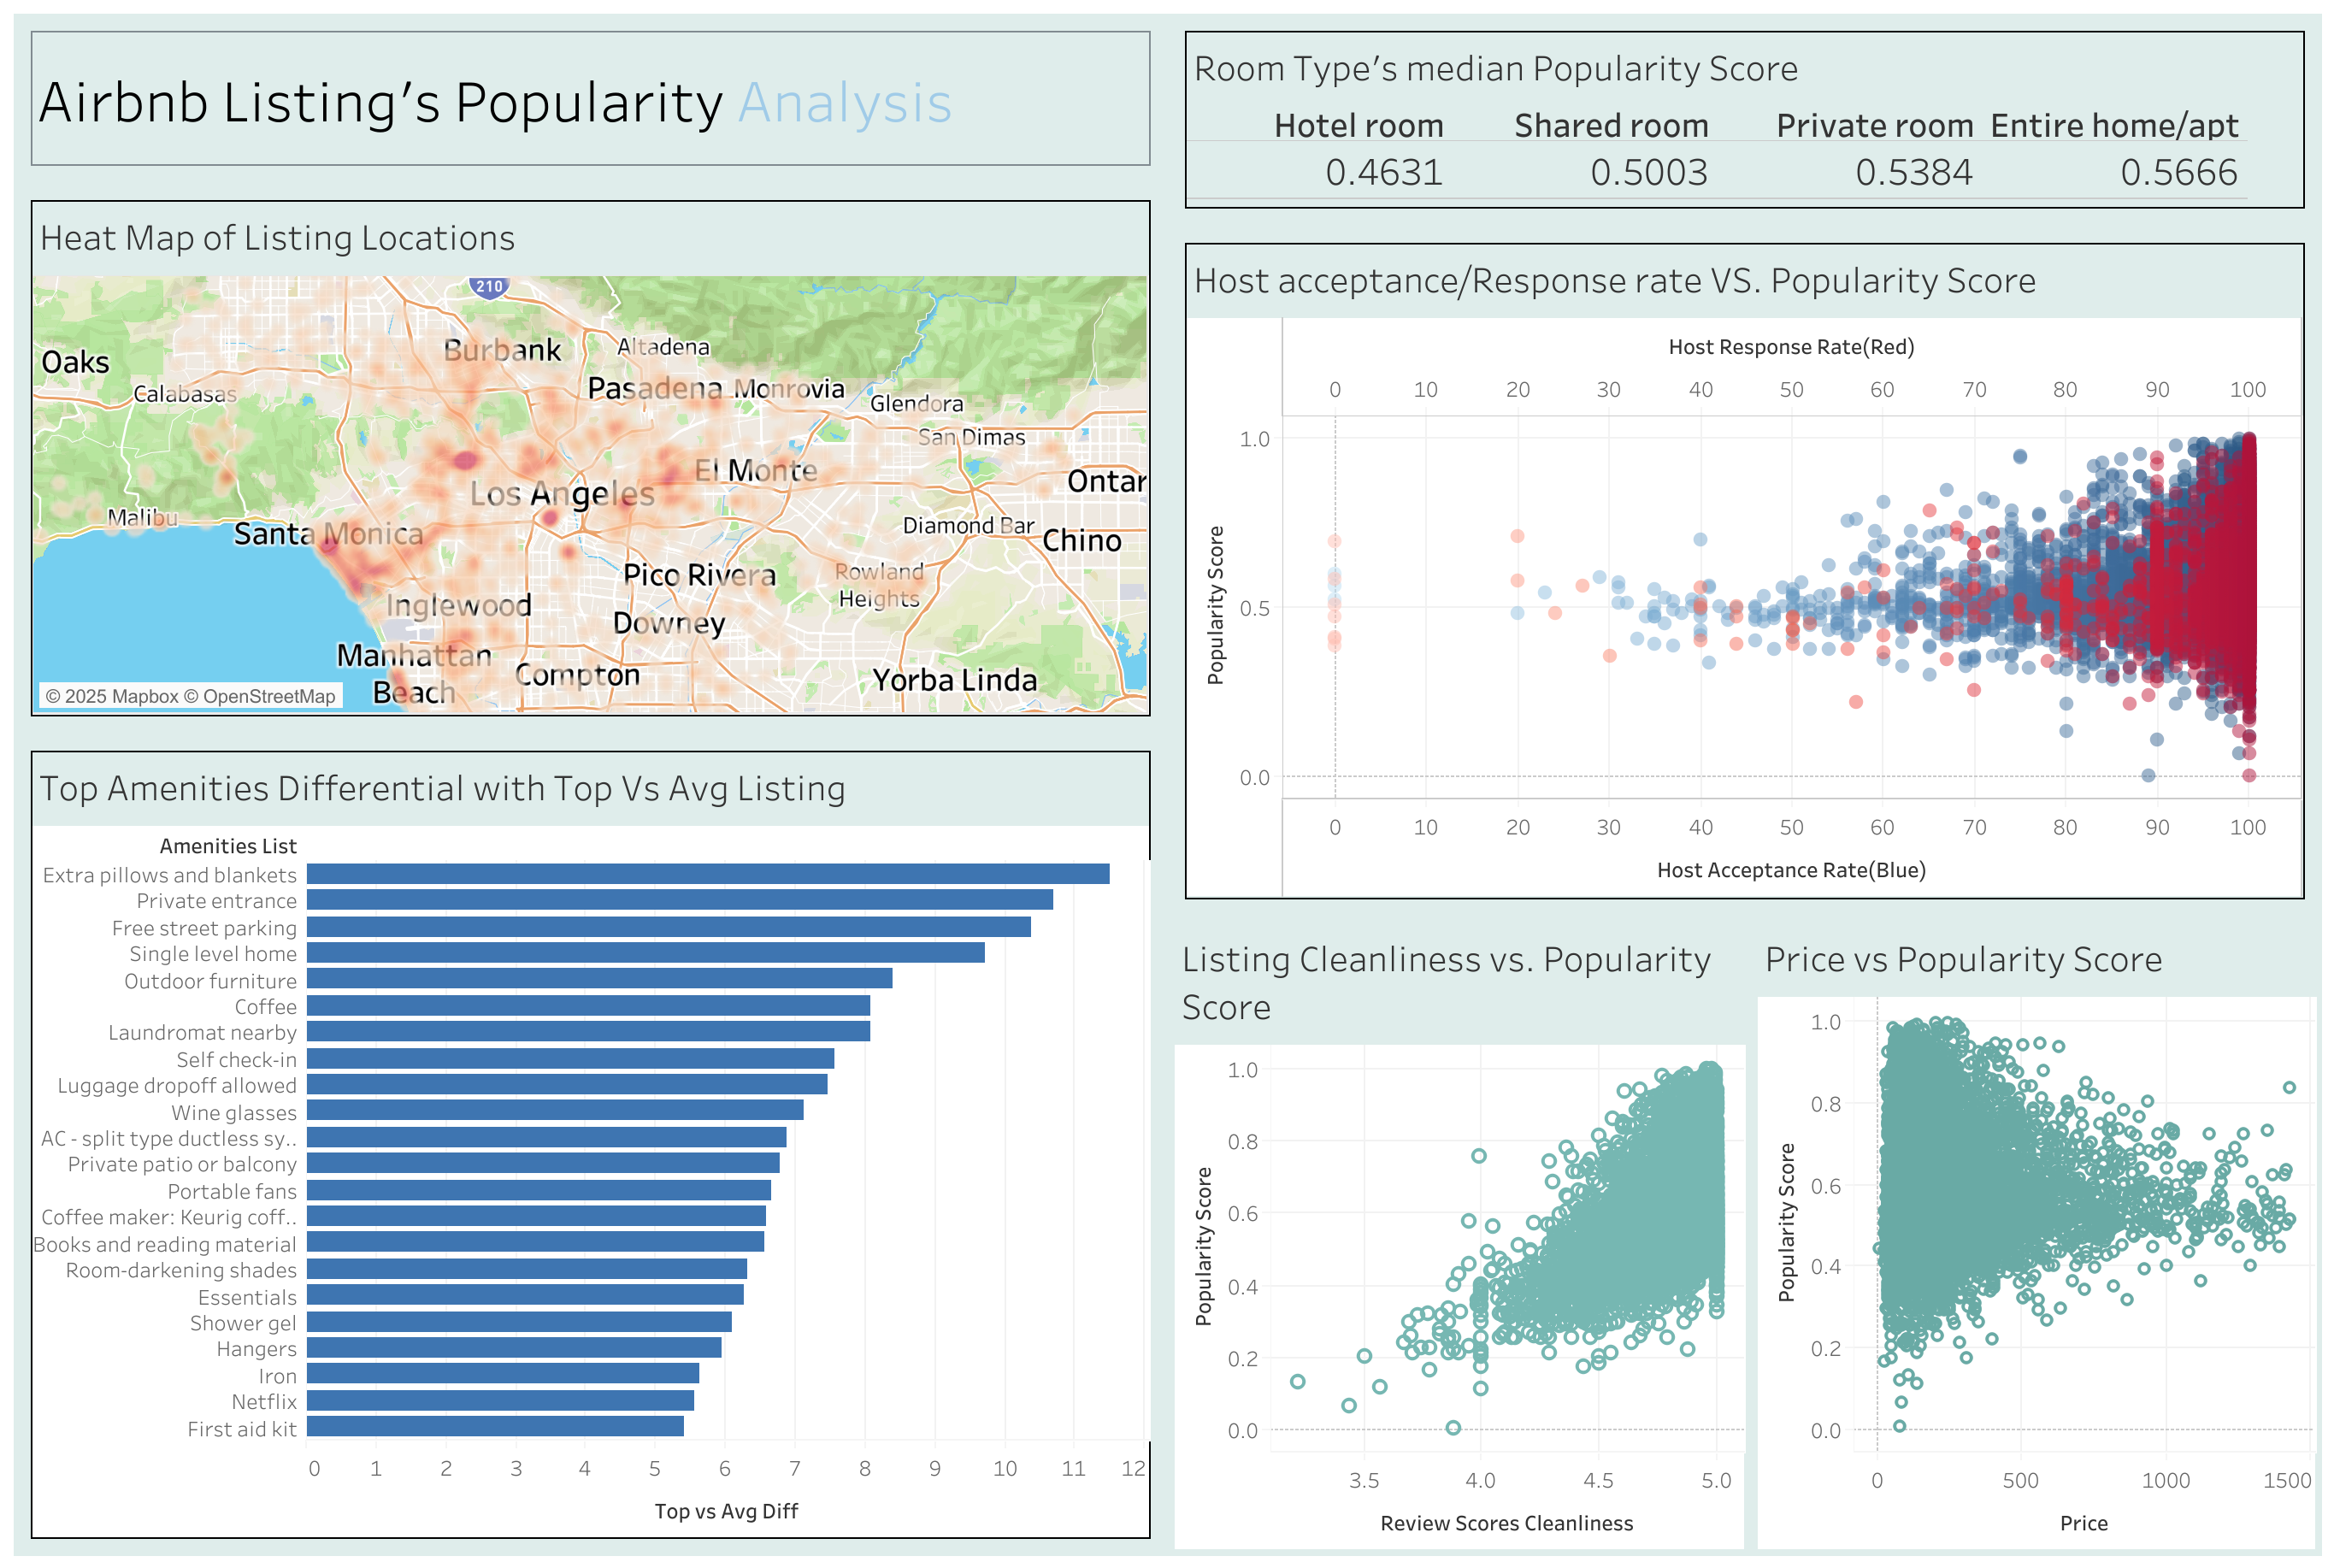 Airbnb Listing's Popularity Analysis
Heat Map of Listing Locations
210
Burbank
Altadena
Oaks
Calabasas
Pasadena
Monrovia
Glendora
San Dimas
El Monte
Ontar
Los Angeles
Malibu
Santa Monica
Diamond Bar
Chino
Pico Rivera
Rowland
Heights
Inglewood
Downey
Manhattan
Beach
Compton
Yorba Linda
© 2025 Mapbox © OpenStreetMap
Top Amenities Differential with Top Vs Avg Listing
Amenities List
Extra pillows and blankets
Private entrance
Free street parking
Single level home
Outdoor furniture
Coffee
Laundromat nearby
Self check-in
Luggage dropoff allowed
Wine glasses
AC - split type ductless sy..
Private patio or balcony
Portable fans
Coffee maker: Keurig coff..
Books and reading material
Room-darkening shades
Essentials
Shower gel
Hangers
Iron
Netflix
First aid kit
0 1 2 3 4 5 6 7 8 9 10 11 12
Top vs Avg Diff
Room Type's median Popularity Score
Hotel room Shared room Private room Entire home/apt
0.4631 0.5003 0.5384 0.5666
Host acceptance/Response rate VS. Popularity Score
Host Response Rate(Red)
0 10 20 30 40 50 60 70 80 90 100
1.0
0.5
0.0
Popularity Score
0 10 20 30 40 50 60 70 80 90 100
Host Acceptance Rate(Blue)
Listing Cleanliness vs. Popularity
Score
1.0
0.8
0.6
0.4
0.2
0.0
Popularity Score
3.5 4.0 4.5 5.0
Review Scores Cleanliness
Price vs Popularity Score
1.0
0.8
0.6
0.4
0.2
0.0
Popularity Score
0 500 1000 1500
Price